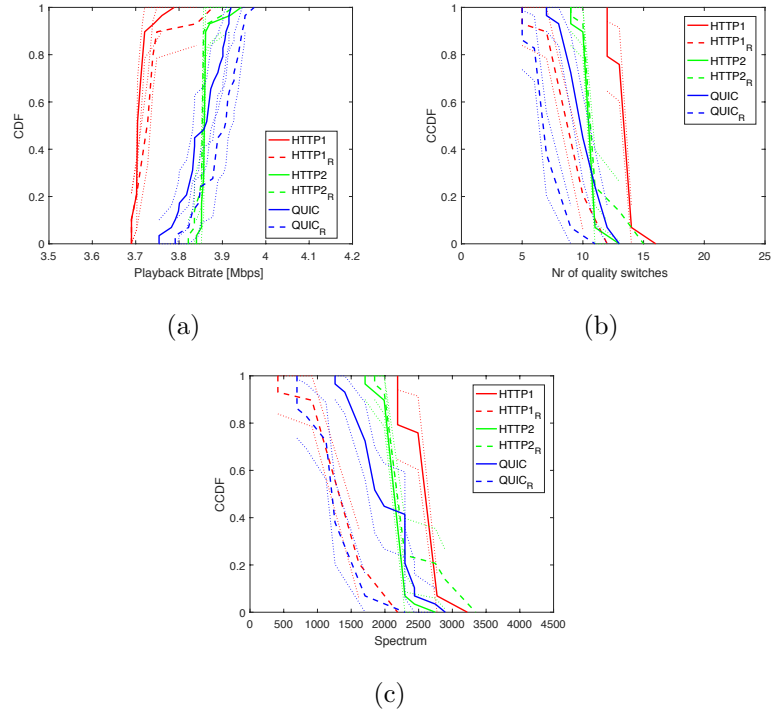 1
0.8
0.6
0.4
0.2
0
CDF
3.5 3.6 3.7 3.8 3.9 4 4.1 4.2
Playback Bitrate [Mbps]
HTTP1
HTTP1R
HTTP2
HTTP2R
QUIC
QUICR
(a)
1
0.8
0.6
0.4
0.2
0
CCDF
0 5 10 15 20 25
Nr of quality switches
HTTP1
HTTP1R
HTTP2
HTTP2R
QUIC
QUICR
(b)
1
0.8
0.6
0.4
0.2
0
CCDF
0 500 1000 1500 2000 2500 3000 3500 4000 4500
Spectrum
HTTP1
HTTP1R
HTTP2
HTTP2R
QUIC
QUICR
(c)